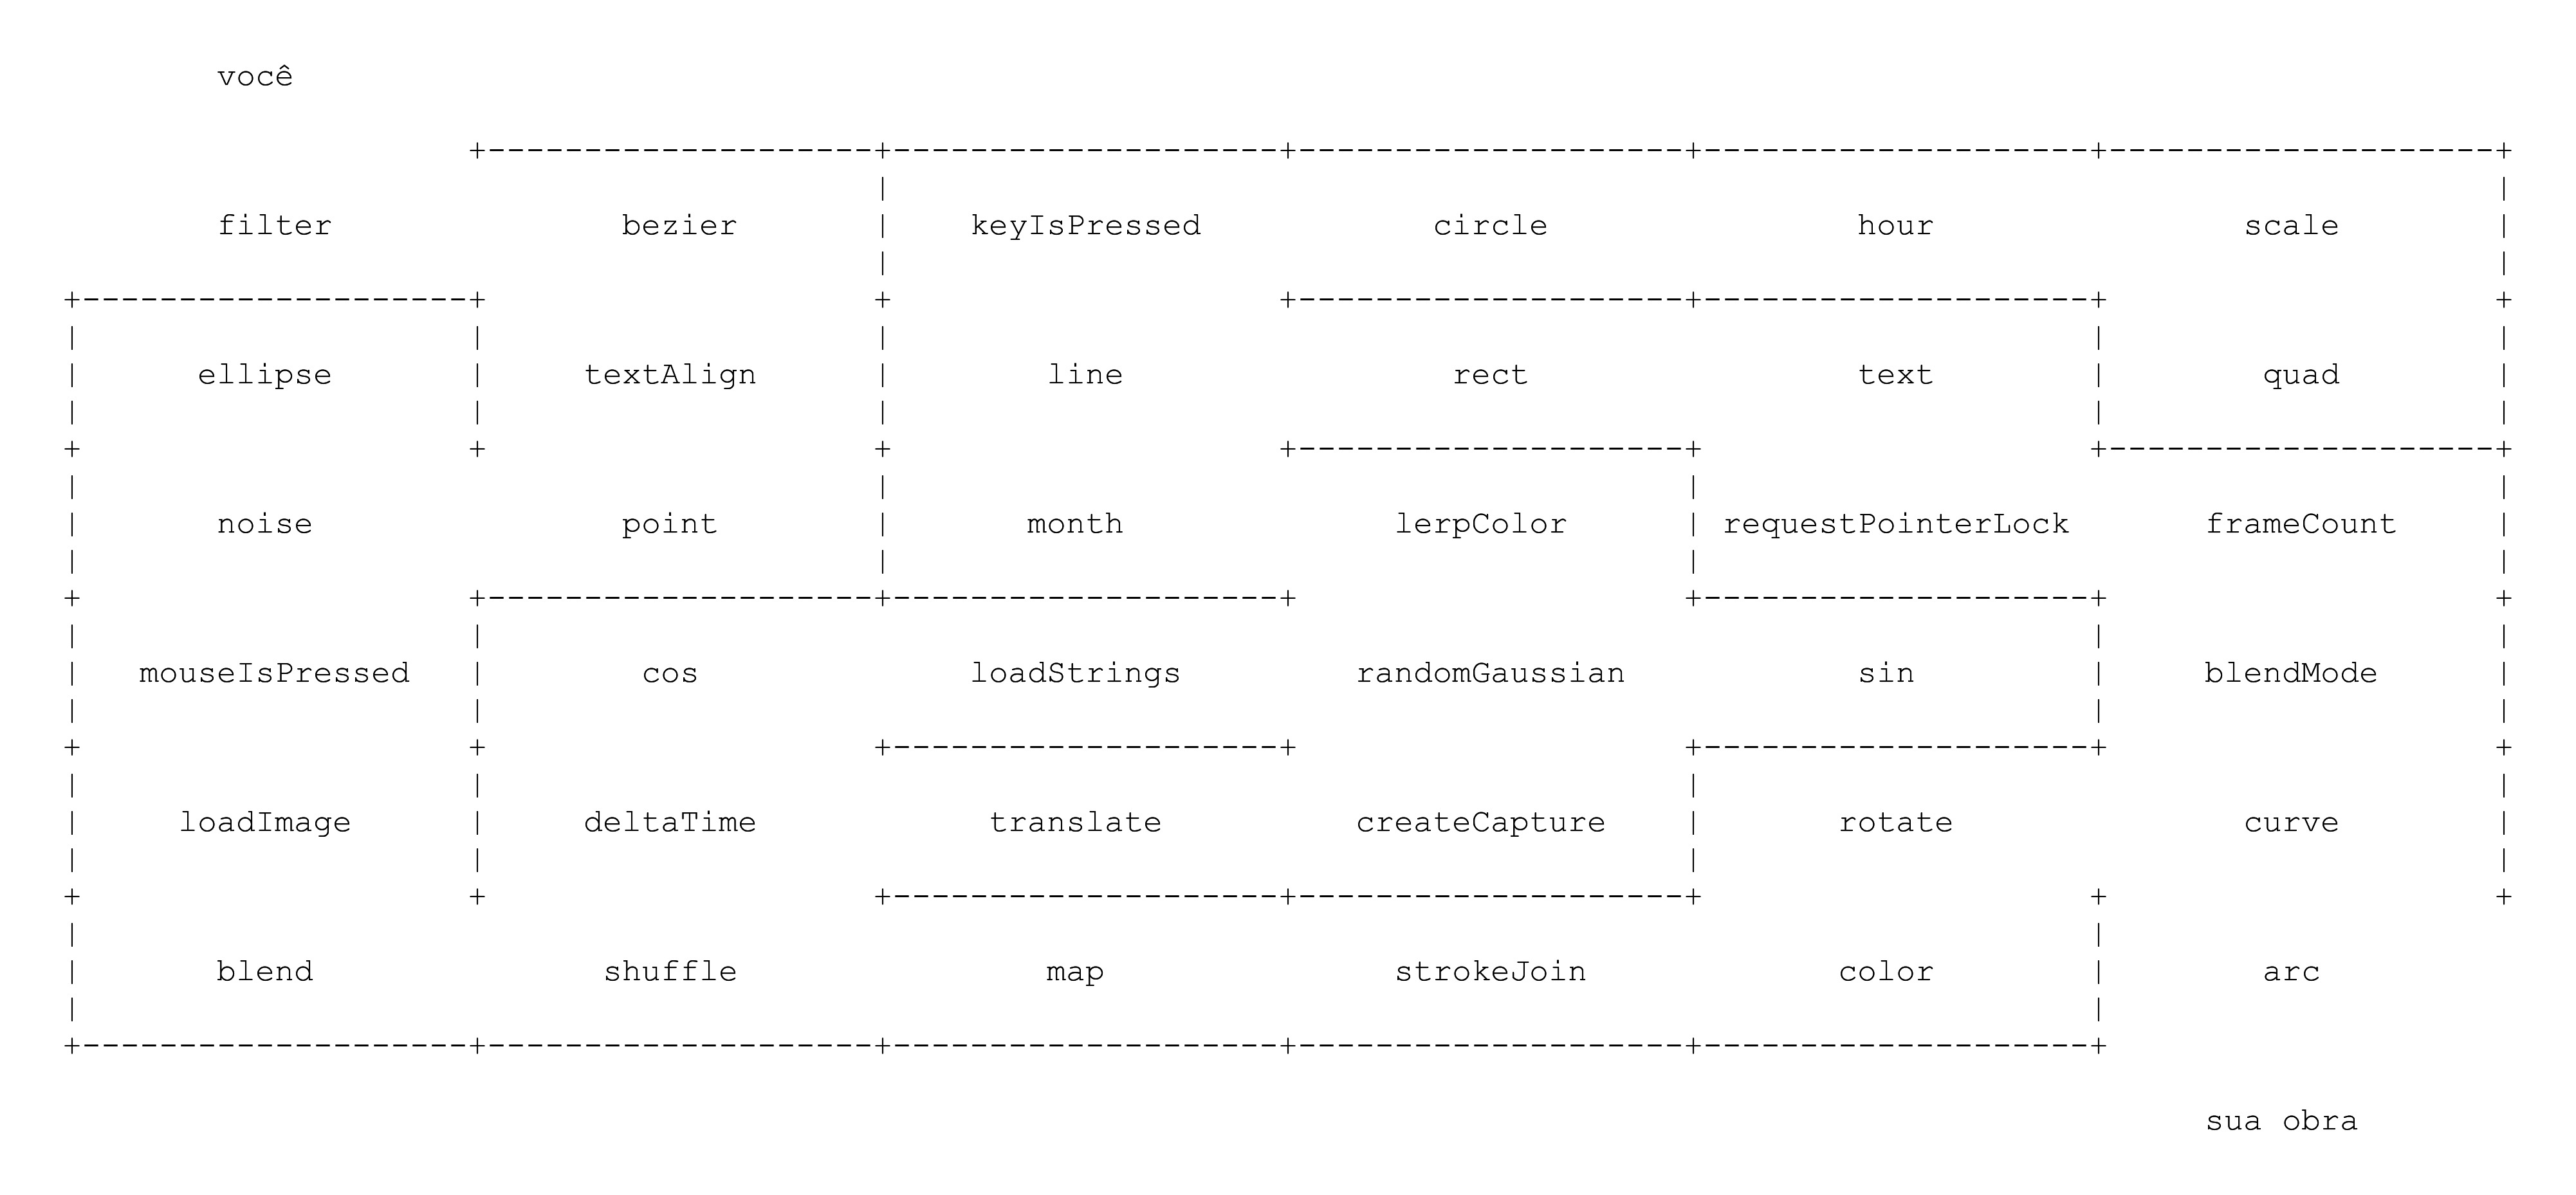 você
filter bezier keyIsPressed circle hour scale
ellipse textAlign line rect text quad
noise point month lerpColor requestPointerLock frameCount
mouseIsPressed cos loadStrings randomGaussian sin blendMode
loadImage deltaTime translate createCapture rotate curve
blend shuffle map strokeJoin color arc
sua obra